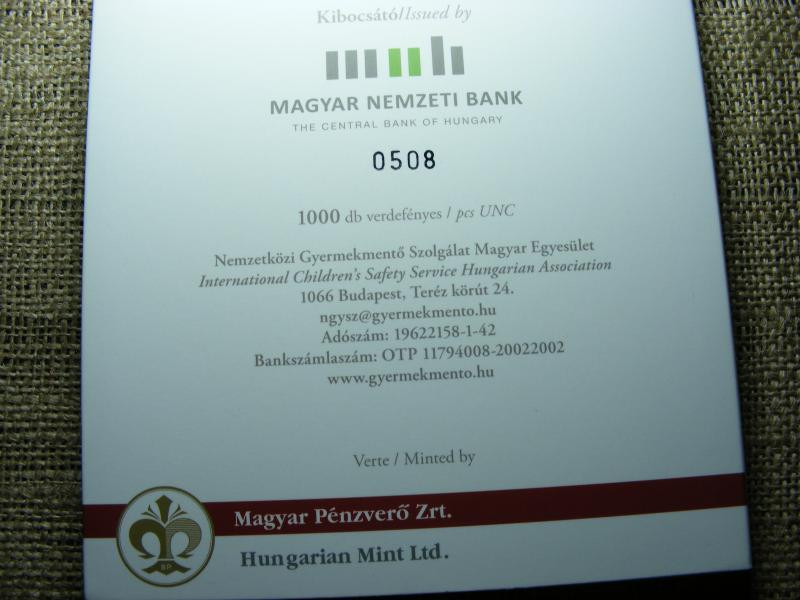 Kibocsátó/Issued by
MAGYAR NEMZETI BANK
THE CENTRAL BANK OF HUNGARY
0508
1000 db verdefényes / pcs UNC
Nemzetközi Gyermekmentő Szolgálat Magyar Egyesület
International Children's Safety Service Hungarian Association
1066 Budapest, Teréz körút 24.
ngysz@gyermekmento.hu
Adószám: 19622158-1-42
Bankszámlaszám: OTP 11794008-20022002
www.gyermekmento.hu
Verte / Minted by
Magyar Pénzverő Zrt.
Hungarian Mint Ltd.
BP